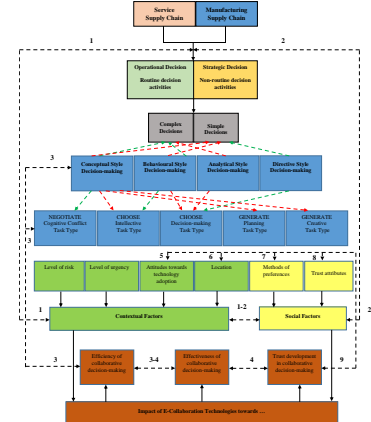 Service
Supply Chain
Manufacturing
Supply Chain
1
2
Operational Decision
Routine decision
activities
Strategic Decision
Non-routine decision
activities
Complex
Decisions
Simple
Decisions
3
Conceptual Style
Decision-making
Behavioural Style
Decision-making
Analytical Style
Decision-making
Directive Style
Decision-making
NEGOTIATE
Cognitive Conflict
Task Type
CHOOSE
Intellective
Task Type
CHOOSE
Decision-making
Task Type
GENERATE
Planning
Task Type
GENERATE
Creative
Task Type
3
5
6
7
8
Level of risk
Level of urgency
Attitudes towards
technology
adoption
Location
Methods of
preferences
Trust attributes
1
Contextual Factors
1-2
Social Factors
2
3
Efficiency of
collaborative
decision-making
3-4
Effectiveness of
collaborative
decision-making
4
Trust development
in collaborative
decision-making
9
Impact of E-Collaboration Technologies towards ...